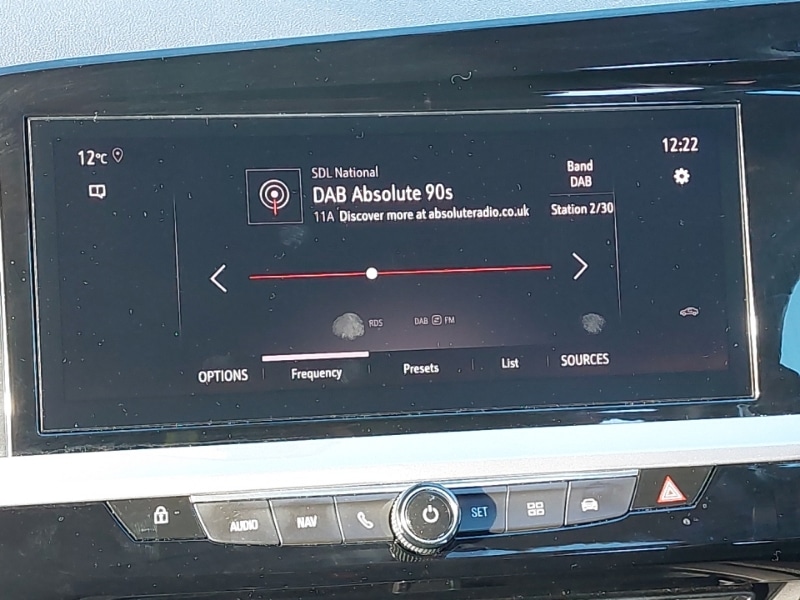 12°C
12:22
SDL National
DAB Absolute 90s
11A Discover more at absoluteradio.co.uk
Band
DAB
Station 2/30
RDS
DAB FM
OPTIONS
Frequency
Presets
List
SOURCES
AUDIO
NAV
SET